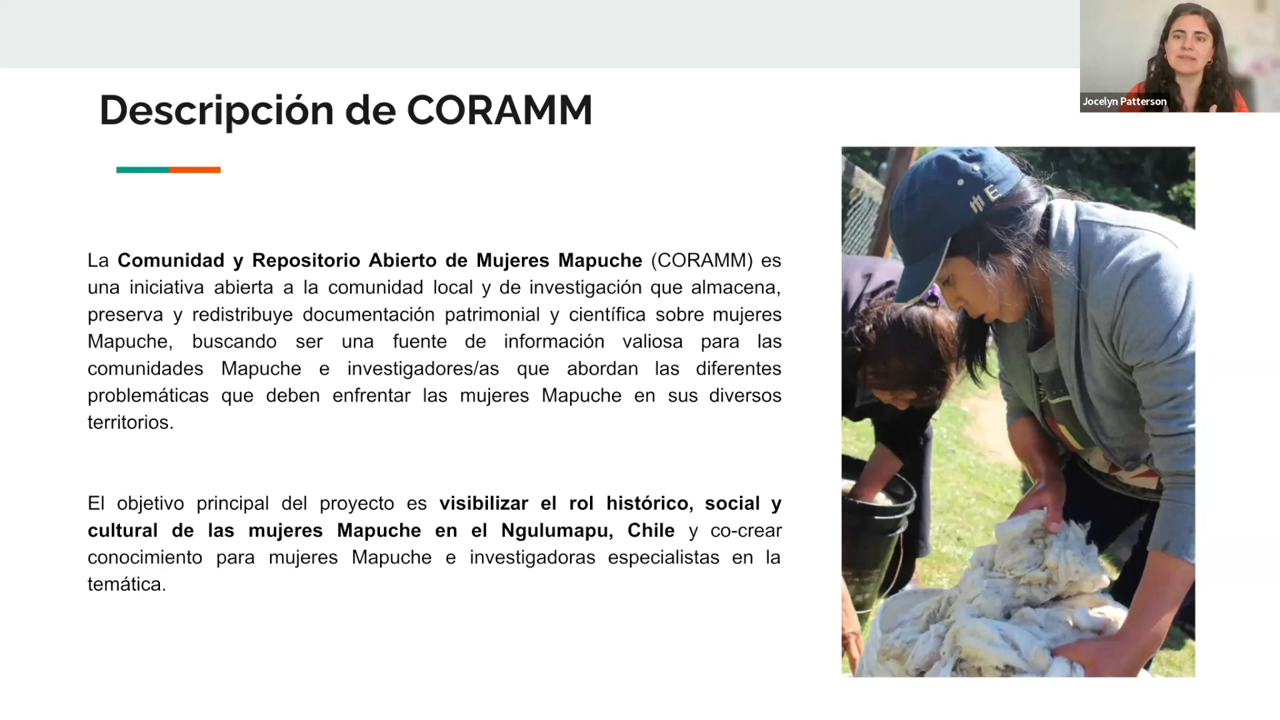 Descripción de CORAMM
Jocelyn Patterson
La Comunidad y Repositorio Abierto de Mujeres Mapuche (CORAMM) es
una iniciativa abierta a la comunidad local y de investigación que almacena,
preserva y redistribuye documentación patrimonial y científica sobre mujeres
Mapuche, buscando ser una fuente de información valiosa para las
comunidades Mapuche e investigadores/as que abordan las diferentes
problemáticas que deben enfrentar las mujeres Mapuche en sus diversos
territorios.
El objetivo principal del proyecto es visibilizar el rol histórico, social y
cultural de las mujeres Mapuche en el Ngulumapu, Chile y co-crear
conocimiento para mujeres Mapuche e investigadoras especialistas en la
temática.